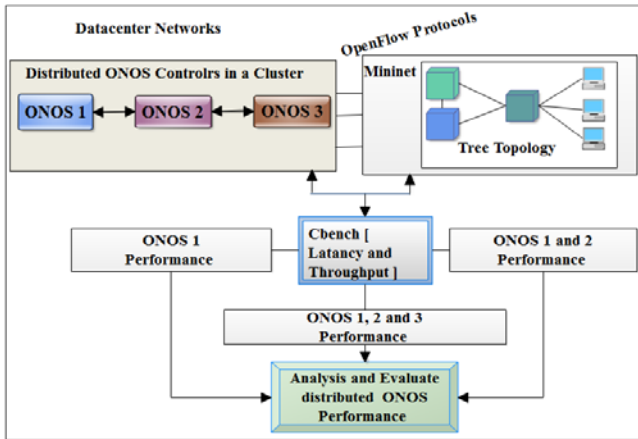 Datacenter Networks
OpenFlow Protocols
Distributed ONOS Controlrs in a Cluster
ONOS 1
ONOS 2
ONOS 3
Mininet
Tree Topology
ONOS 1
Performance
Cbench [
Latancy and
Throughput ]
ONOS 1 and 2
Performance
ONOS 1, 2 and 3
Performance
Analysis and Evaluate
distributed ONOS
Performance